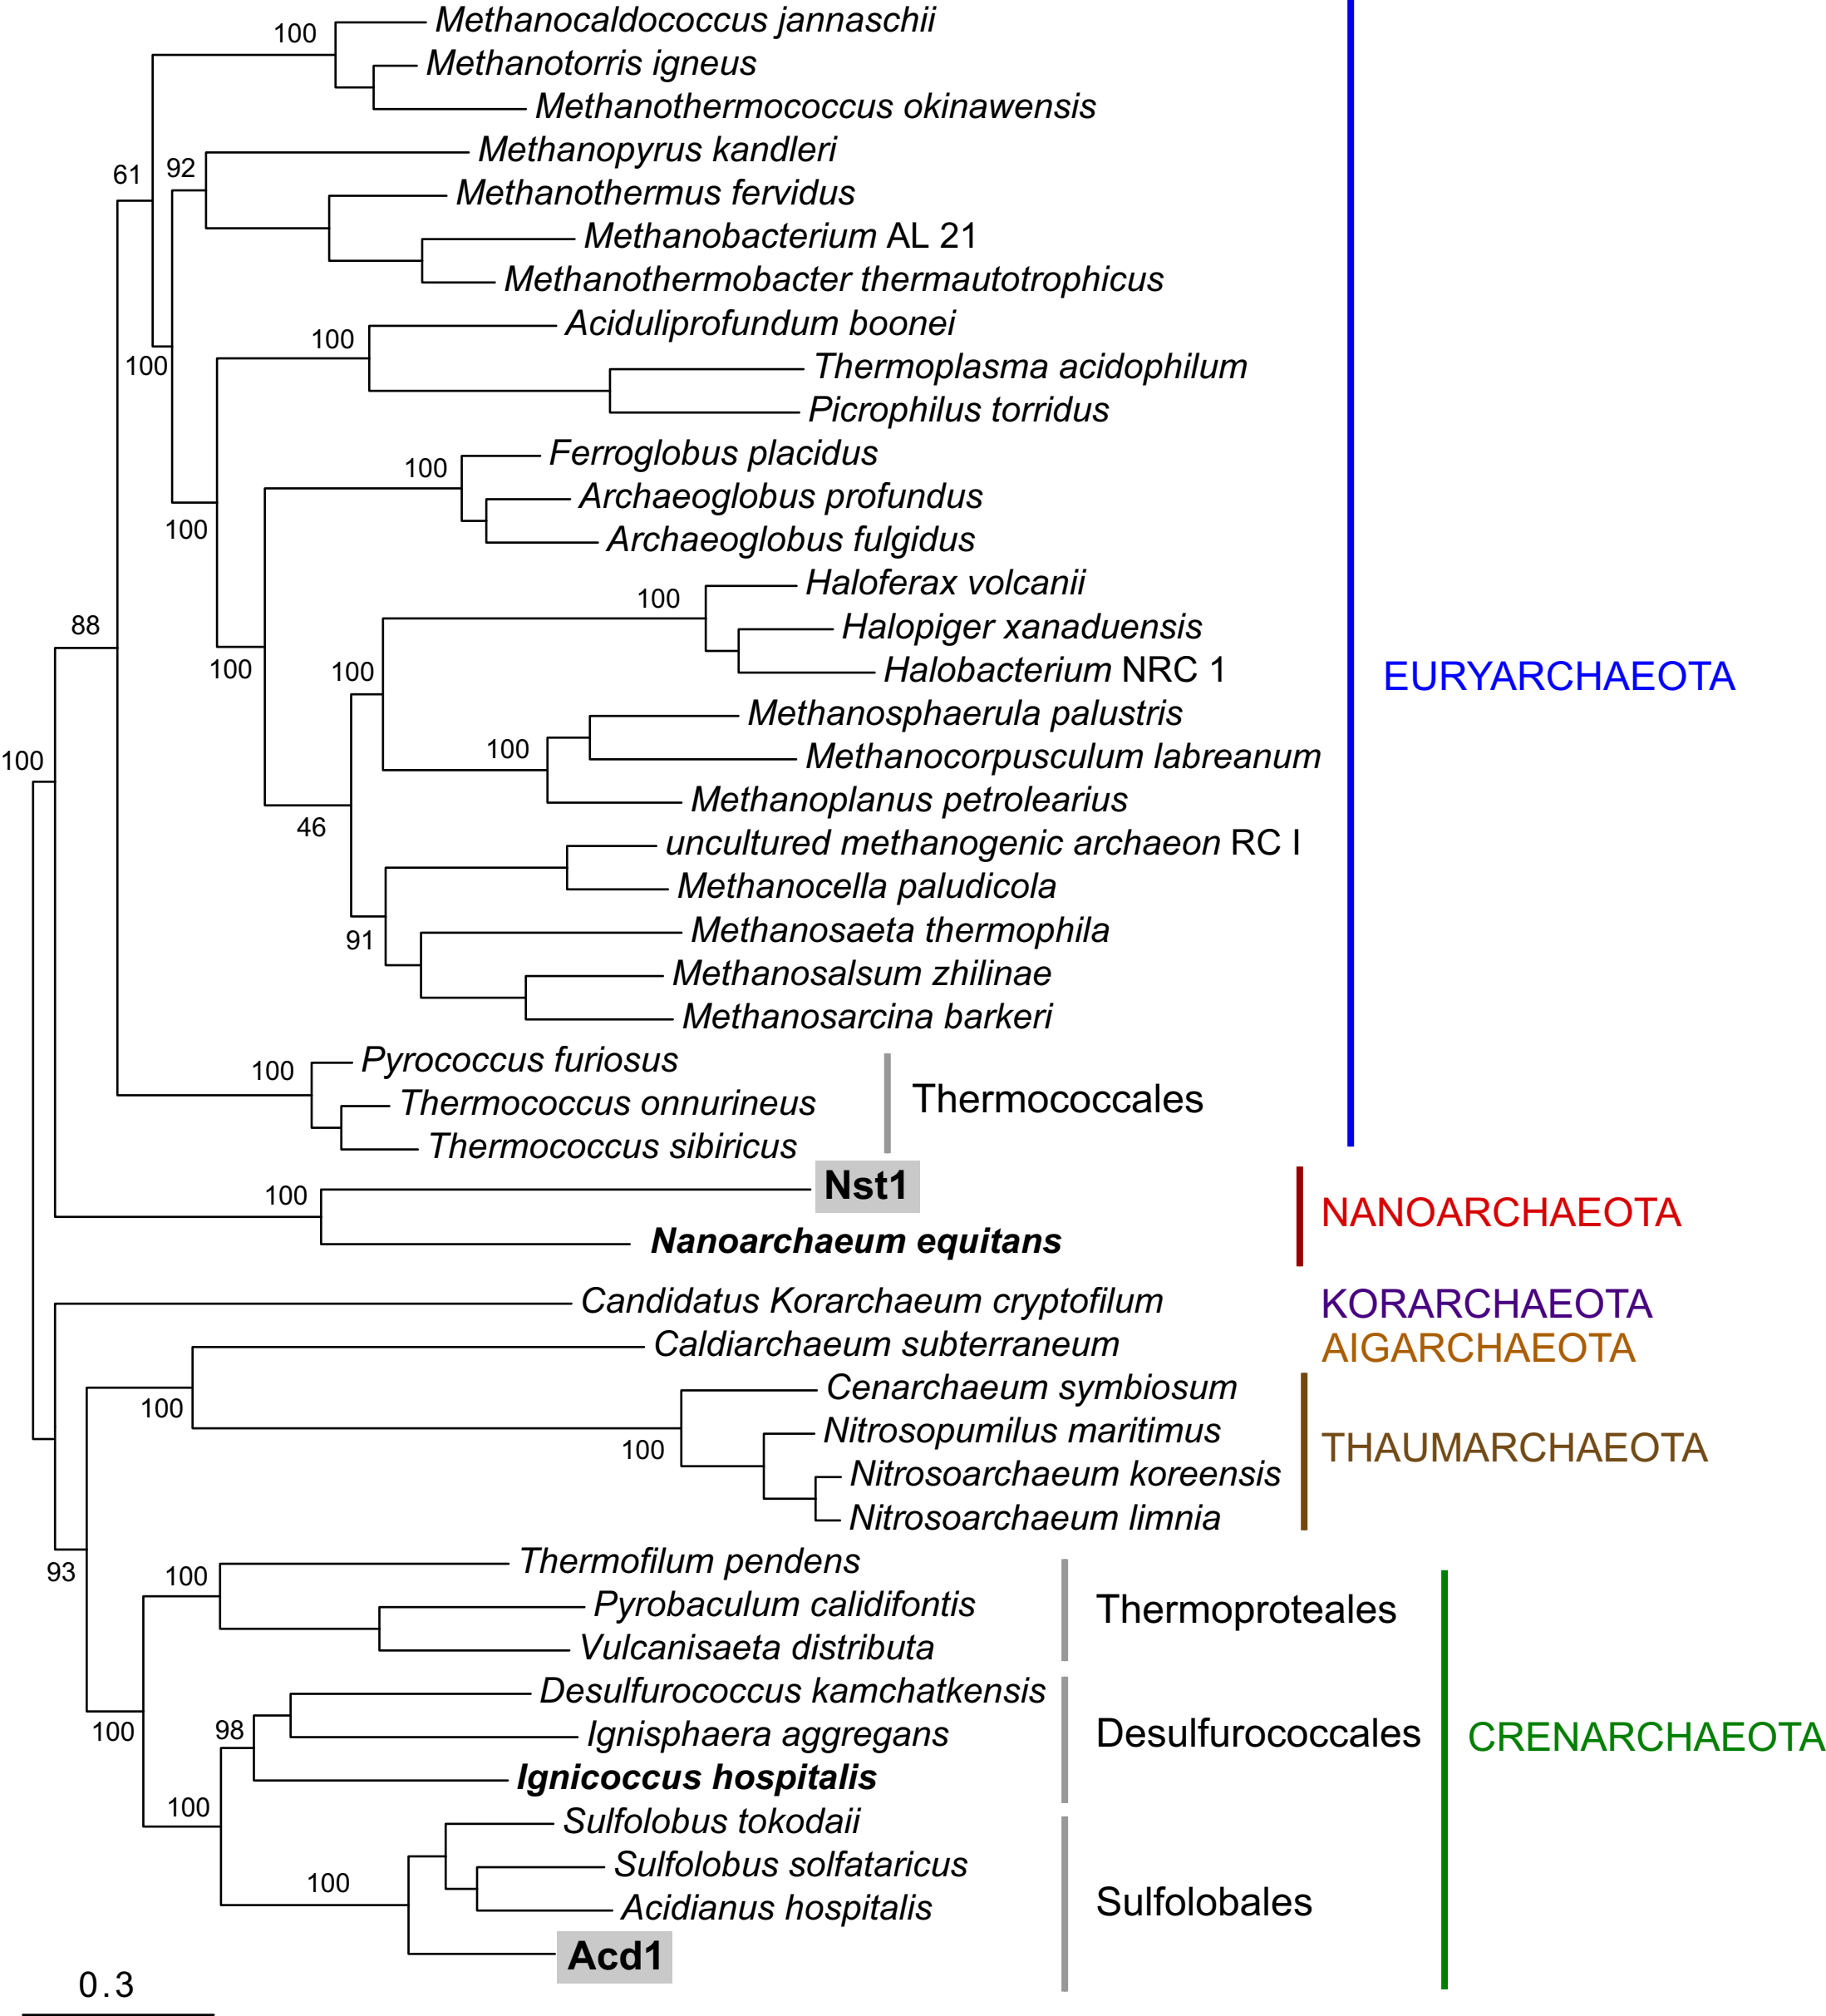 100
Methanocaldococcus jannaschii
Methanotorris igneus
Methanothermococcus okinawensis
Methanopyrus kandleri
61
92
Methanothermus fervidus
Methanobacterium AL 21
Methanothermobacter thermautotrophicus
Aciduliprofundum boonei
100
100
Thermoplasma acidophilum
Picrophilus torridus
Ferroglobus placidus
100
Archaeoglobus profundus
100
Archaeoglobus fulgidus
Haloferax volcanii
100
88
Halopiger xanaduensis
100
100
Halobacterium NRC 1
EURYARCHAEOTA
Methanosphaerula palustris
100
100
Methanocorpusculum labreanum
Methanoplanus petrolearius
46
uncultured methanogenic archaeon RC I
Methanocella paludicola
91
Methanosaeta thermophila
Methanosalsum zhilinae
Methanosarcina barkeri
100
Pyrococcus furiosus
Thermococcus onnurineus
Thermococcales
Thermococcus sibiricus
100
Nst1
NANOARCHAEOTA
Nanoarchaeum equitans
Candidatus Korarchaeum cryptofilum
KORARCHAEOTA
Caldiarchaeum subterraneum
AIGARCHAEOTA
100
Cenarchaeum symbiosum
Nitrosopumilus maritimus
100
THAUMARCHAEOTA
Nitrosoarchaeum koreensis
Nitrosoarchaeum limnia
93
100
Thermofilum pendens
Pyrobaculum calidifontis
Thermoproteales
Vulcanisaeta distributa
Desulfurococcus kamchatkensis
100
98
Ignisphaera aggregans
Desulfurococcales
CRENARCHAEOTA
Ignicoccus hospitalis
100
Sulfolobus tokodaii
Sulfolobus solfataricus
100
Acidianus hospitalis
Sulfolobales
Acd1
0.3